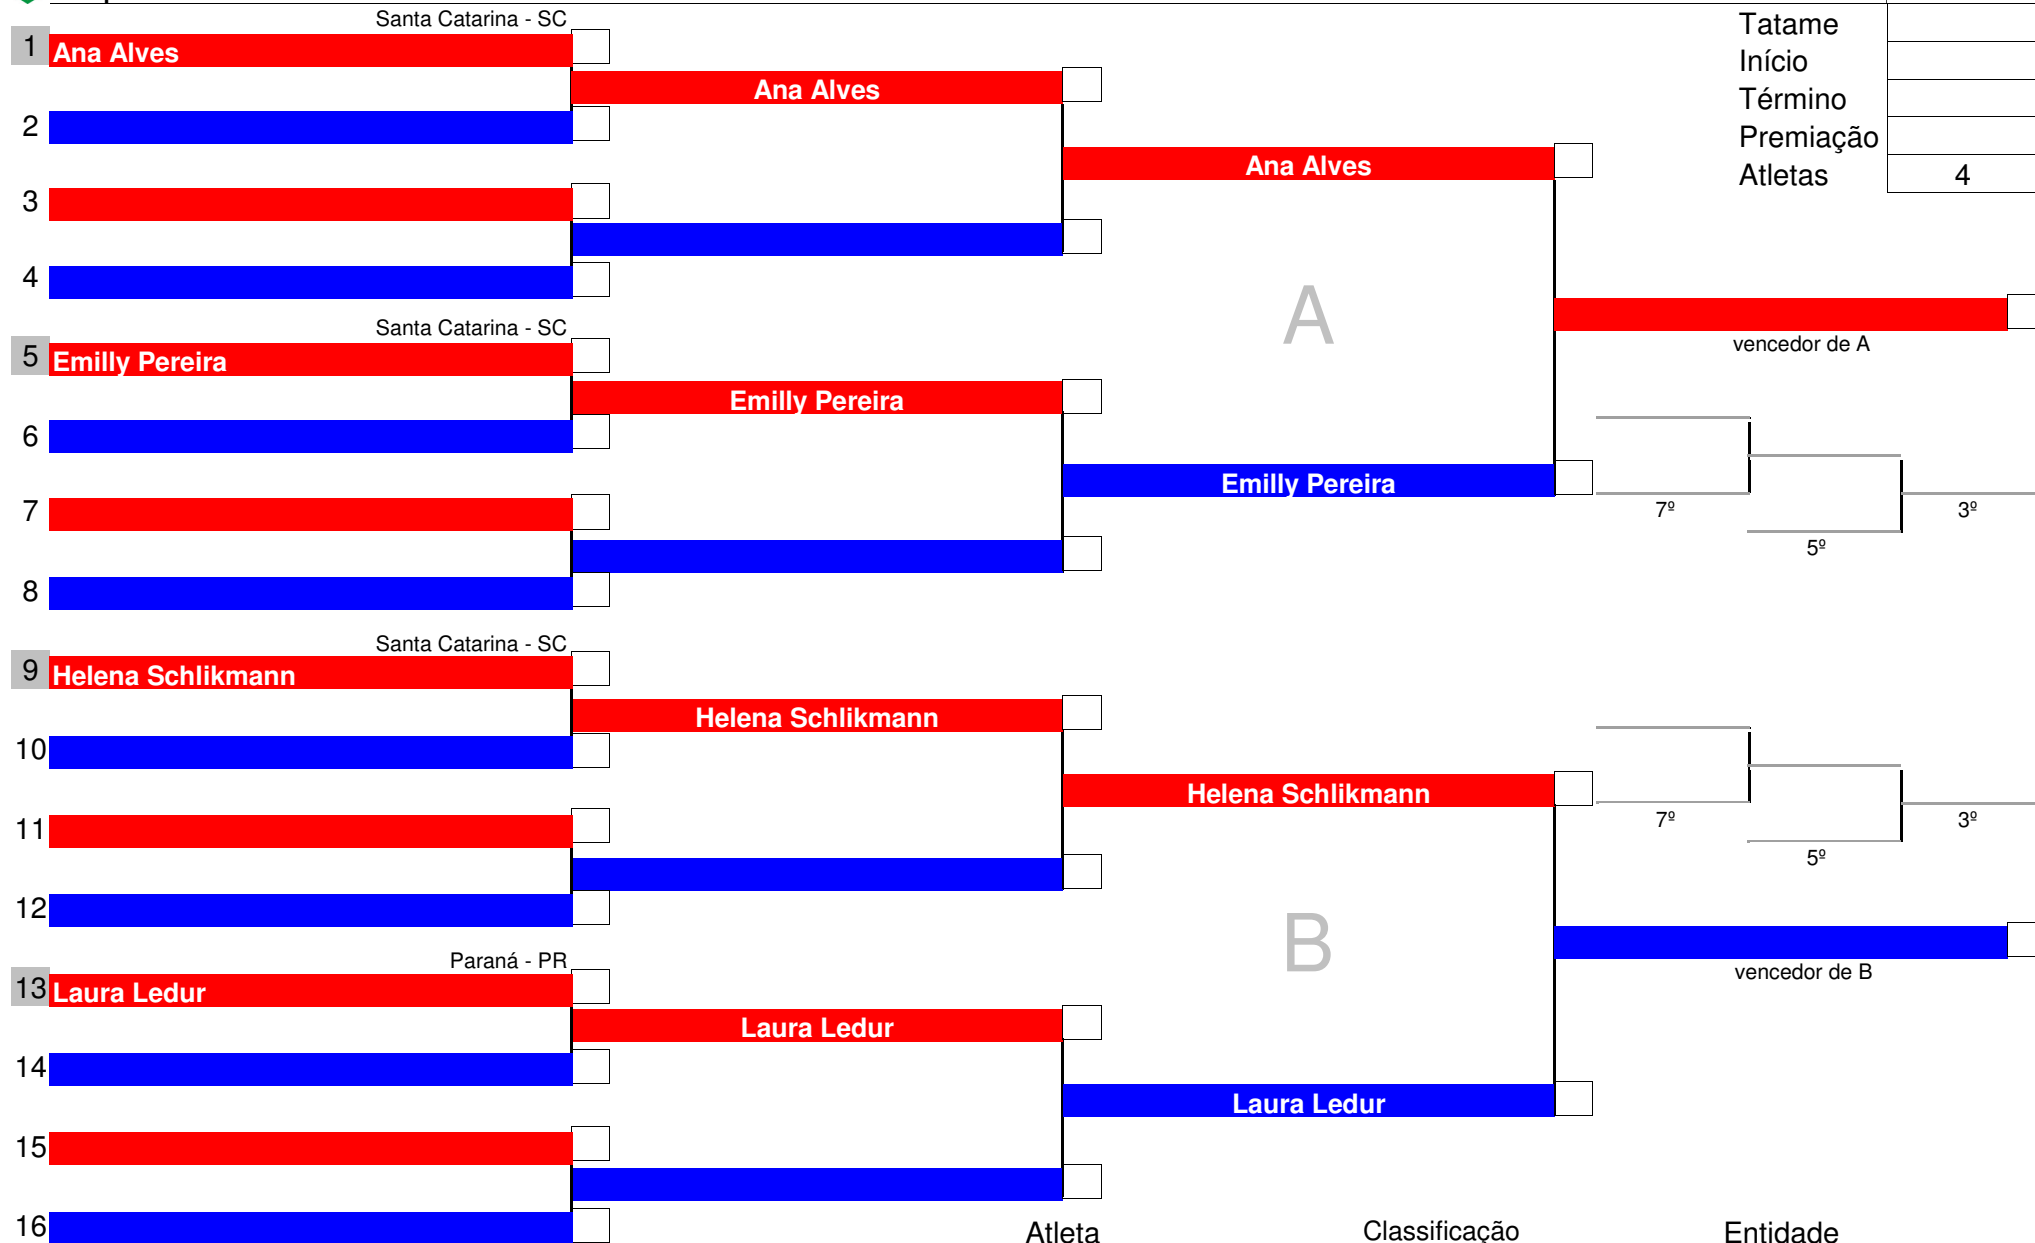 Santa Catarina - SC
Tatame
1 Ana Alves
Início
Ana Alves
Término
2
Premiação
Ana Alves
Atletas 4
3
4
Santa Catarina - SC
A
vencedor de A
5 Emilly Pereira
Emilly Pereira
6
Emilly Pereira
7
7º 3º
5º
8
Santa Catarina - SC
9 Helena Schlikmann
Helena Schlikmann
10
Helena Schlikmann
11
7º 3º
5º
12
B
Paraná - PR
vencedor de B
13 Laura Ledur
Laura Ledur
14
Laura Ledur
15
16
Atleta Classificação Entidade